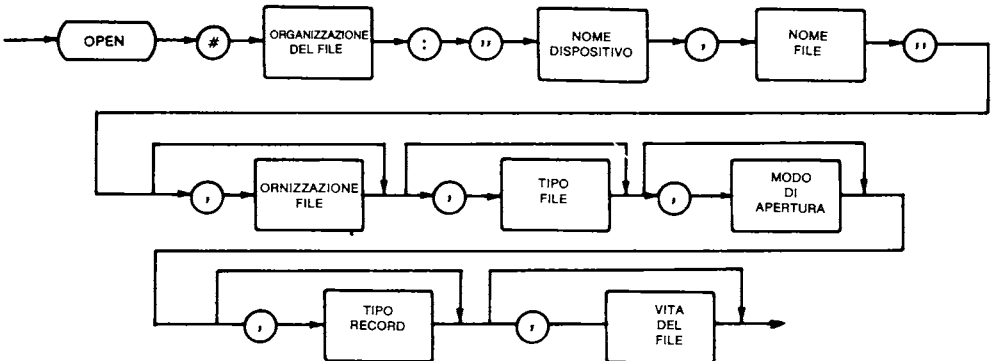 OPEN # ORGANIZZAZIONE DEL FILE : " NOME DISPOSITIVO , NOME FILE "
, ORNIZZAZIONE FILE , TIPO FILE , MODO DI APERTURA
, TIPO RECORD , VITA DEL FILE